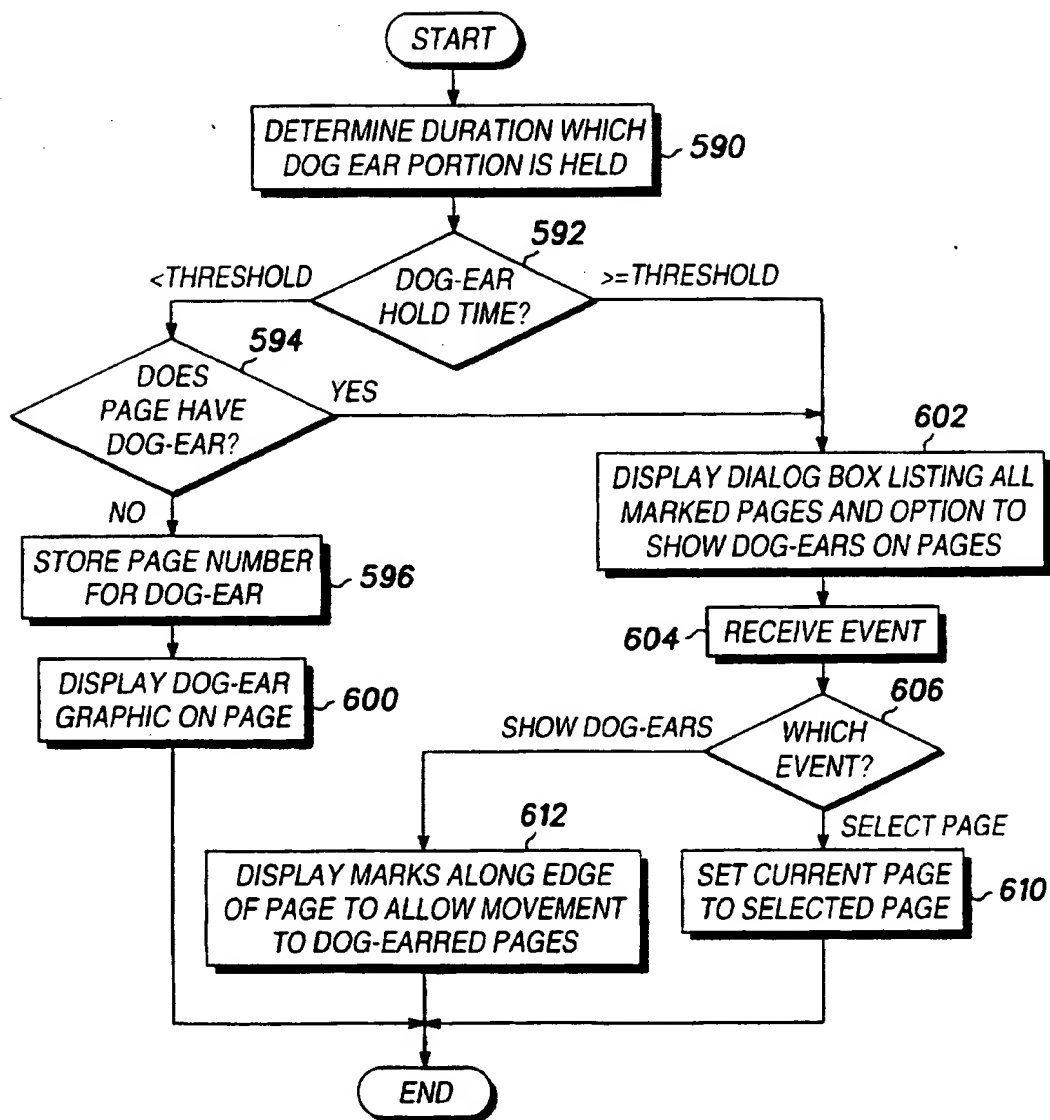 START
DETERMINE DURATION WHICH
DOG EAR PORTION IS HELD
590
592
<THRESHOLD
DOG-EAR
HOLD TIME?
>=THRESHOLD
594
DOES
PAGE HAVE
DOG-EAR?
YES
NO
602
DISPLAY DIALOG BOX LISTING ALL
MARKED PAGES AND OPTION TO
SHOW DOG-EARS ON PAGES
STORE PAGE NUMBER
FOR DOG-EAR
596
604
RECEIVE EVENT
DISPLAY DOG-EAR
GRAPHIC ON PAGE
600
606
SHOW DOG-EARS
WHICH
EVENT?
SELECT PAGE
612
DISPLAY MARKS ALONG EDGE
OF PAGE TO ALLOW MOVEMENT
TO DOG-EARRED PAGES
SET CURRENT PAGE
TO SELECTED PAGE
610
END